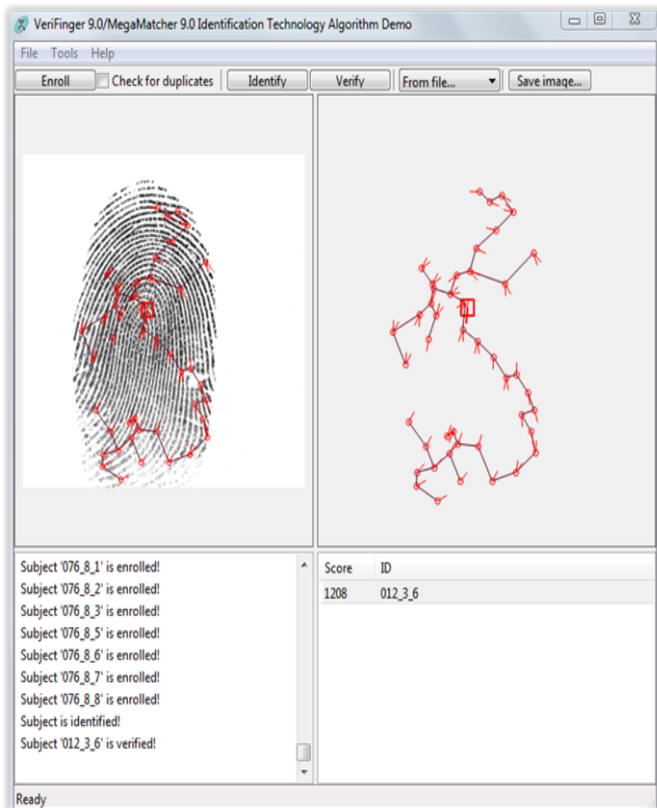 VeriFinger 9.0/MegaMatcher 9.0 Identification Technology Algorithm Demo
File Tools Help
Enroll Check for duplicates Identify Verify From file... Save image...
Subject '076_8_1' is enrolled!
Subject '076_8_2' is enrolled!
Subject '076_8_3' is enrolled!
Subject '076_8_5' is enrolled!
Subject '076_8_6' is enrolled!
Subject '076_8_7' is enrolled!
Subject '076_8_8' is enrolled!
Subject is identified!
Subject '012_3_6' is verified!
Score ID
1208 012_3_6
Ready